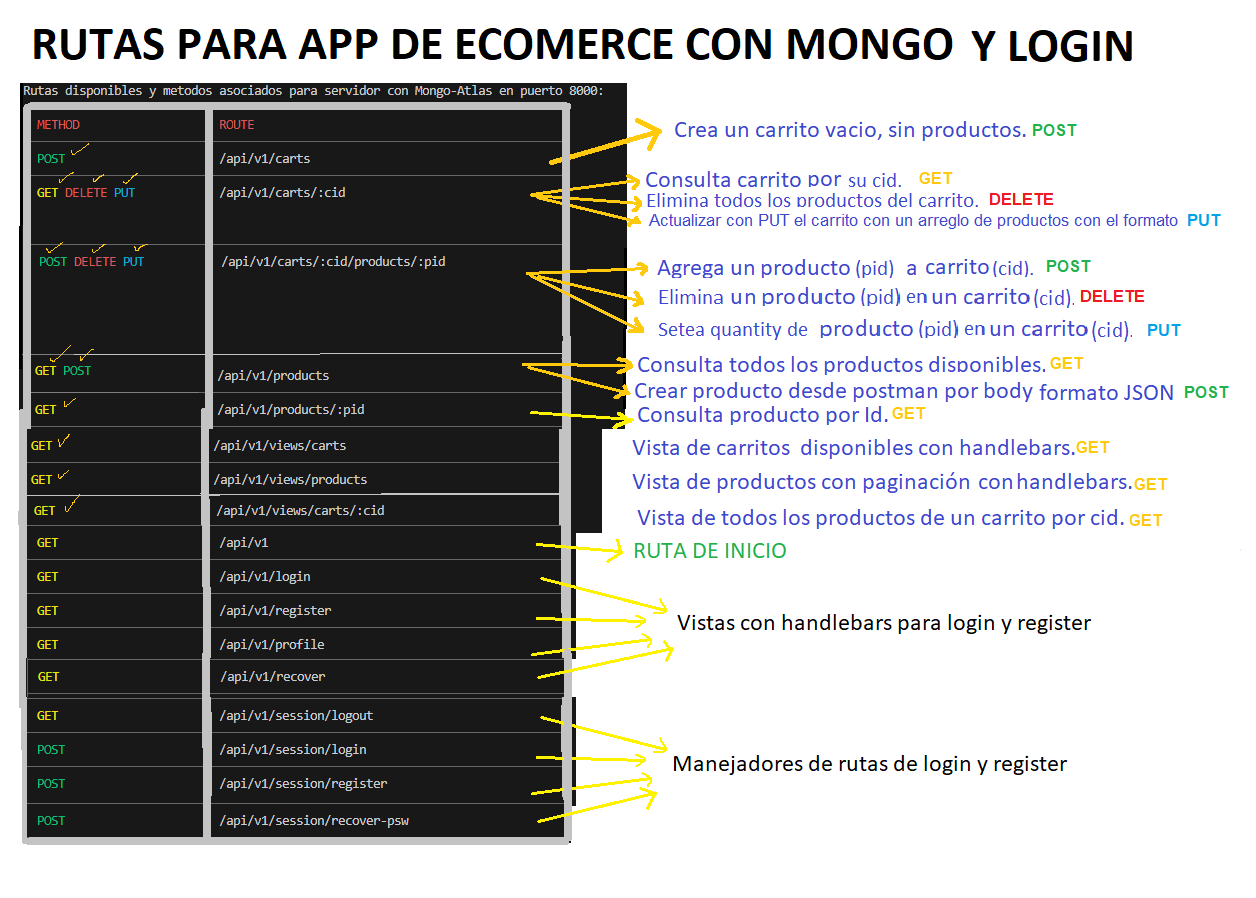 RUTAS PARA APP DE ECOMERCE CON MONGO Y LOGIN
Rutas disponibles y metodos asociados para servidor con Mongo-Atlas en puerto 8000:
METHOD ROUTE
POST /api/v1/carts Crea un carrito vacio, sin productos. POST
GET DELETE PUT /api/v1/carts/:cid Consulta carrito por su cid. GET
Elimina todos los productos del carrito. DELETE
Actualizar con PUT el carrito con un arreglo de productos con el formato PUT
POST DELETE PUT /api/v1/carts/:cid/products/:pid Agrega un producto (pid) a carrito (cid). POST
Elimina un producto (pid) en un carrito (cid). DELETE
Setea quantity de producto (pid) en un carrito (cid). PUT
GET POST /api/v1/products Consulta todos los productos disponibles. GET
Crear producto desde postman por body formato JSON POST
GET /api/v1/products/:pid Consulta producto por Id. GET
GET /api/v1/views/carts Vista de carritos disponibles con handlebars. GET
GET /api/v1/views/products Vista de productos con paginación con handlebars. GET
GET /api/v1/views/carts/:cid Vista de todos los productos de un carrito por cid. GET
GET /api/v1 RUTA DE INICIO
GET /api/v1/login
GET /api/v1/register Vistas con handlebars para login y register
GET /api/v1/profile
GET /api/v1/recover
GET /api/v1/session/logout
POST /api/v1/session/login Manejadores de rutas de login y register
POST /api/v1/session/register
POST /api/v1/session/recover-psw